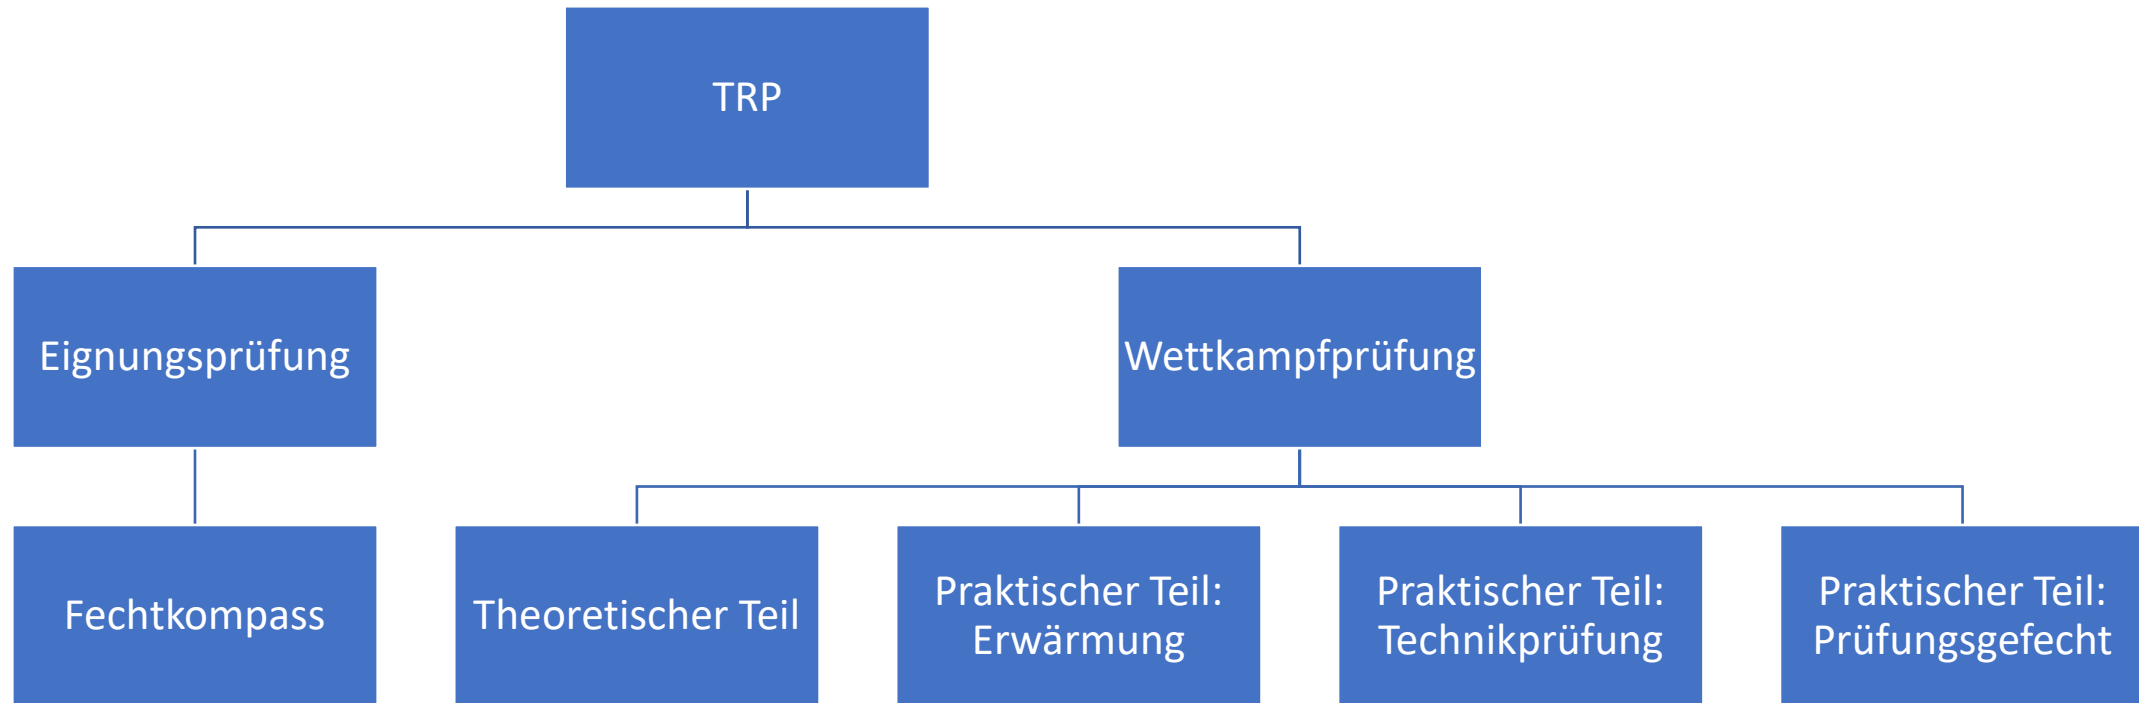 TRP
Eignungsprüfung
Wettkampfprüfung
Fechtkompass
Theoretischer Teil
Praktischer Teil:
Erwärmung
Praktischer Teil:
Technikprüfung
Praktischer Teil:
Prüfungsgefecht